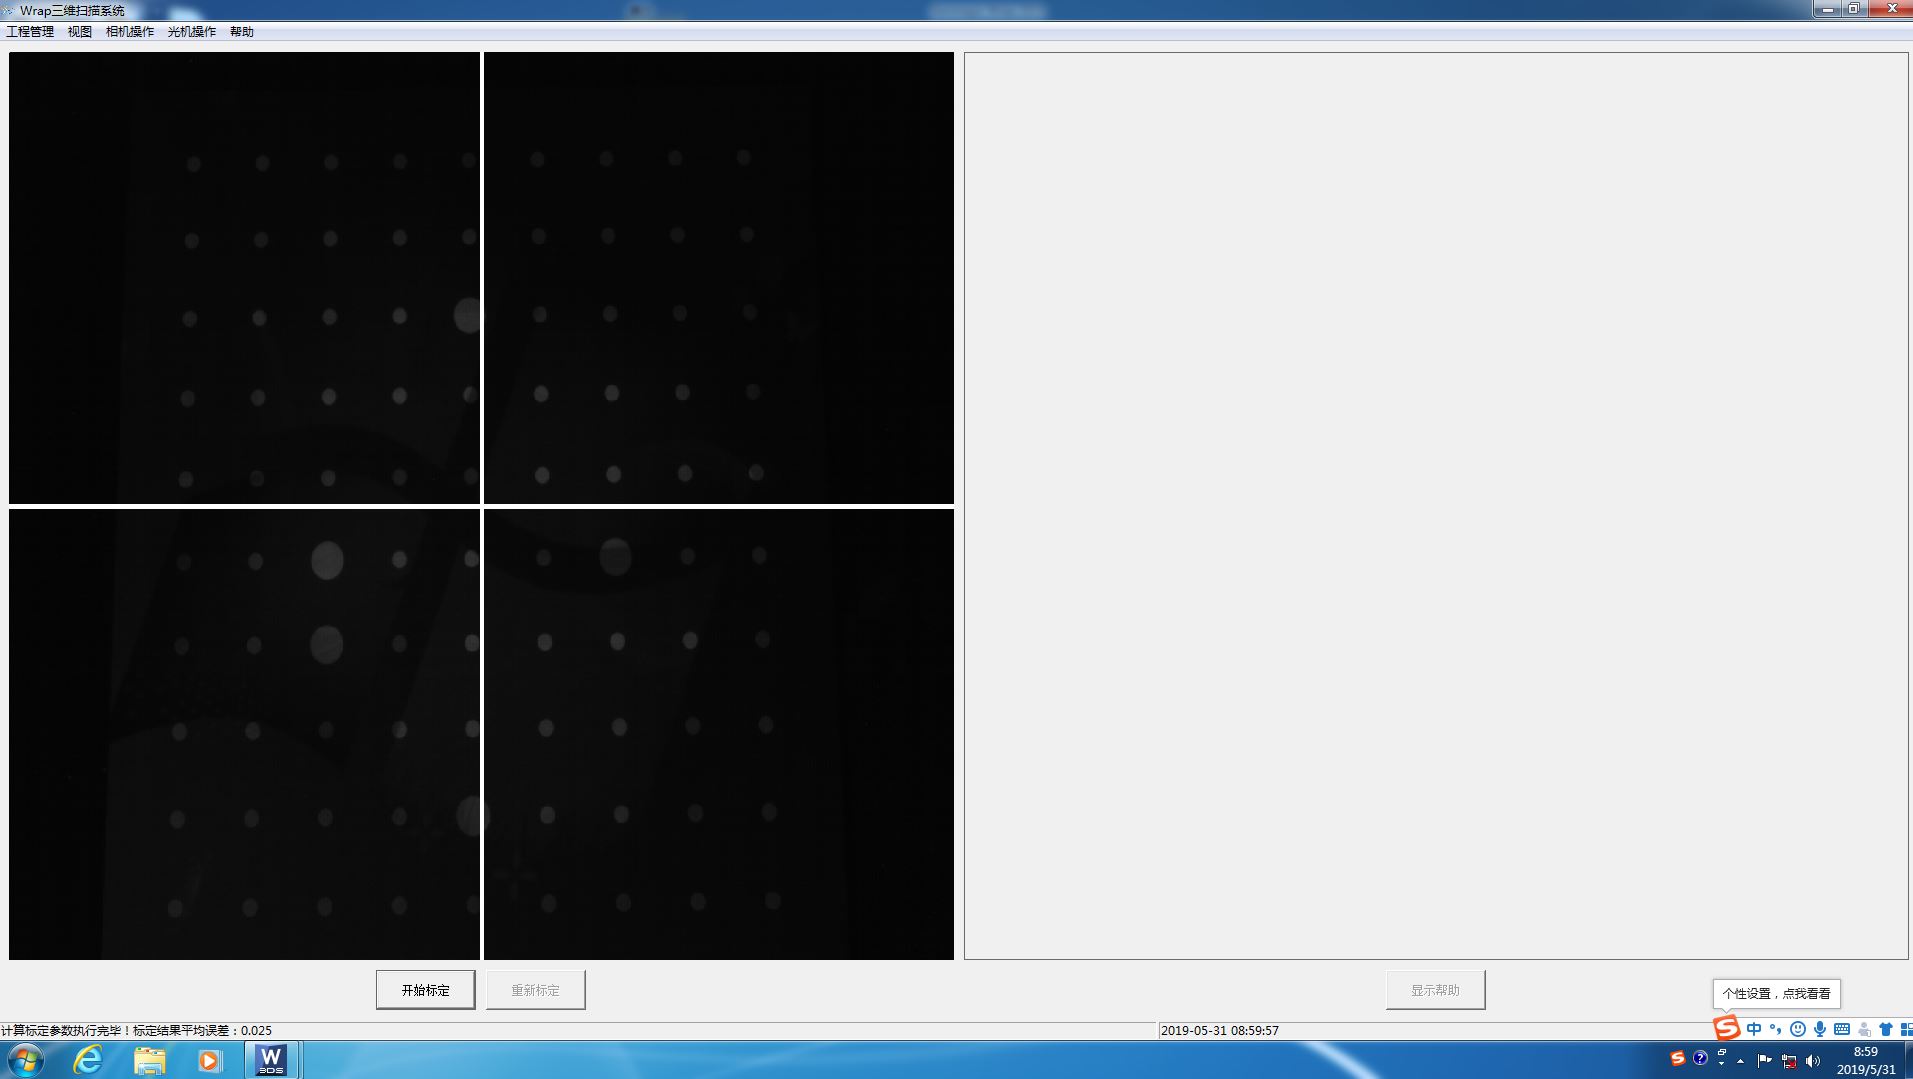 Wrap三维扫描系统
工程管理 视图 相机操作 光机操作 帮助
开始标定 重新标定 显示帮助
个性设置，点我看看
计算标定参数执行完毕！标定结果平均误差：0.025 2019-05-31 08:59:57
S 中
W
3DS
S
8:59
2019/5/31